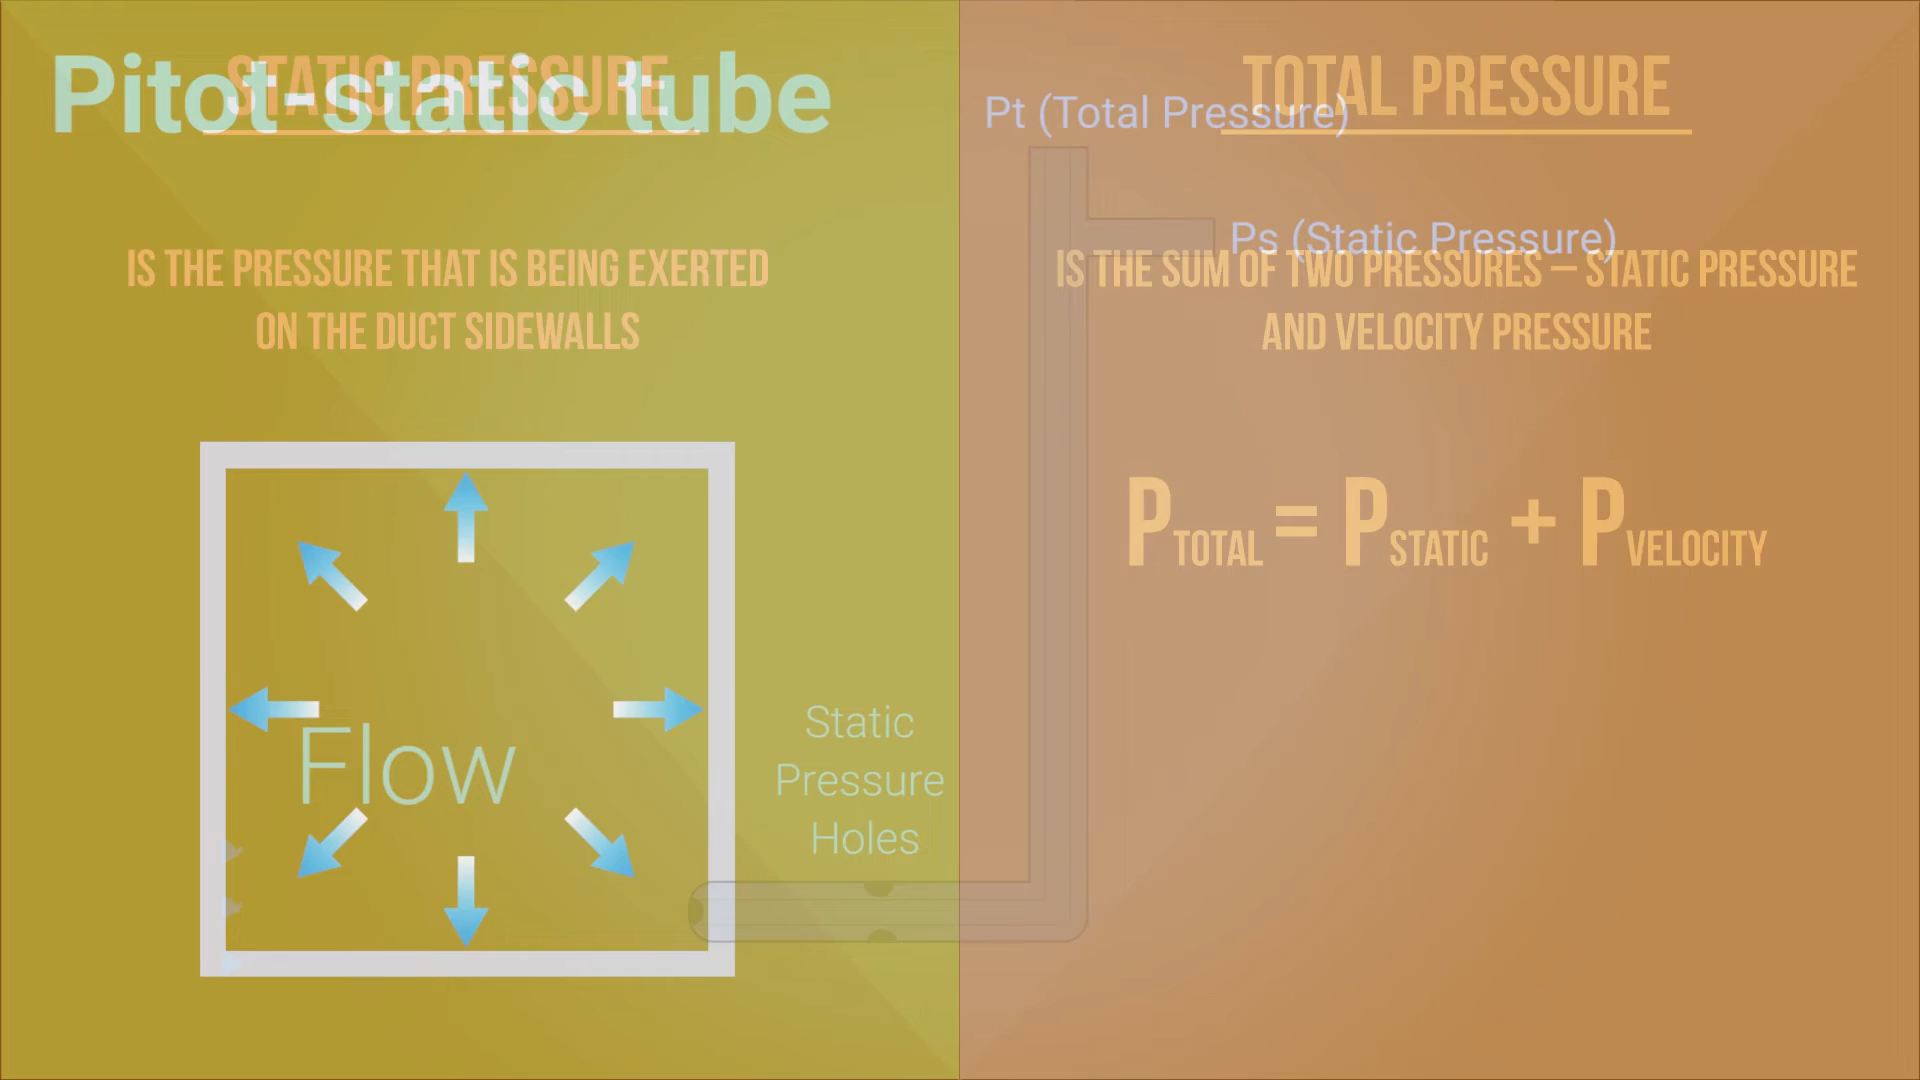 Pitot-static tube
STATIC PRESSURE
IS THE PRESSURE THAT IS BEING EXERTED
ON THE DUCT SIDEWALLS
Flow
Static
Pressure
Holes
TOTAL PRESSURE
Pt (Total Pressure)
Ps (Static Pressure)
IS THE SUM OF TWO PRESSURES – STATIC PRESSURE
AND VELOCITY PRESSURE
PTOTAL = PSTATIC + PVELOCITY